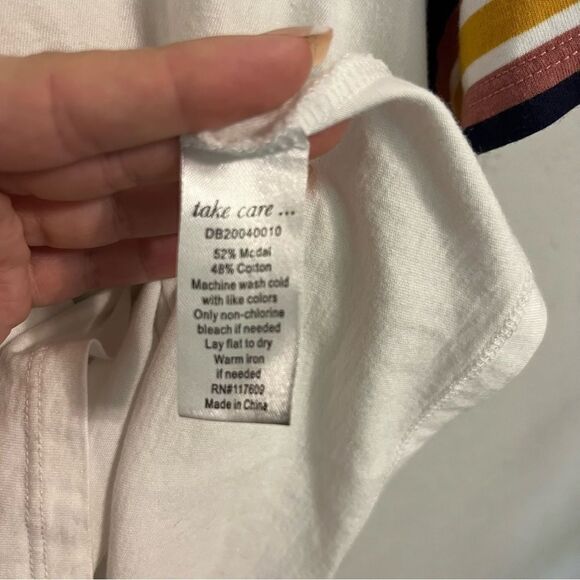 take care ...
DB20040010
52% Modal
48% Cotton
Machine wash cold
with like colors
Only non-chlorine
bleach if needed
Lay flat to dry
Warm iron
if needed
RN#117609
Made in China